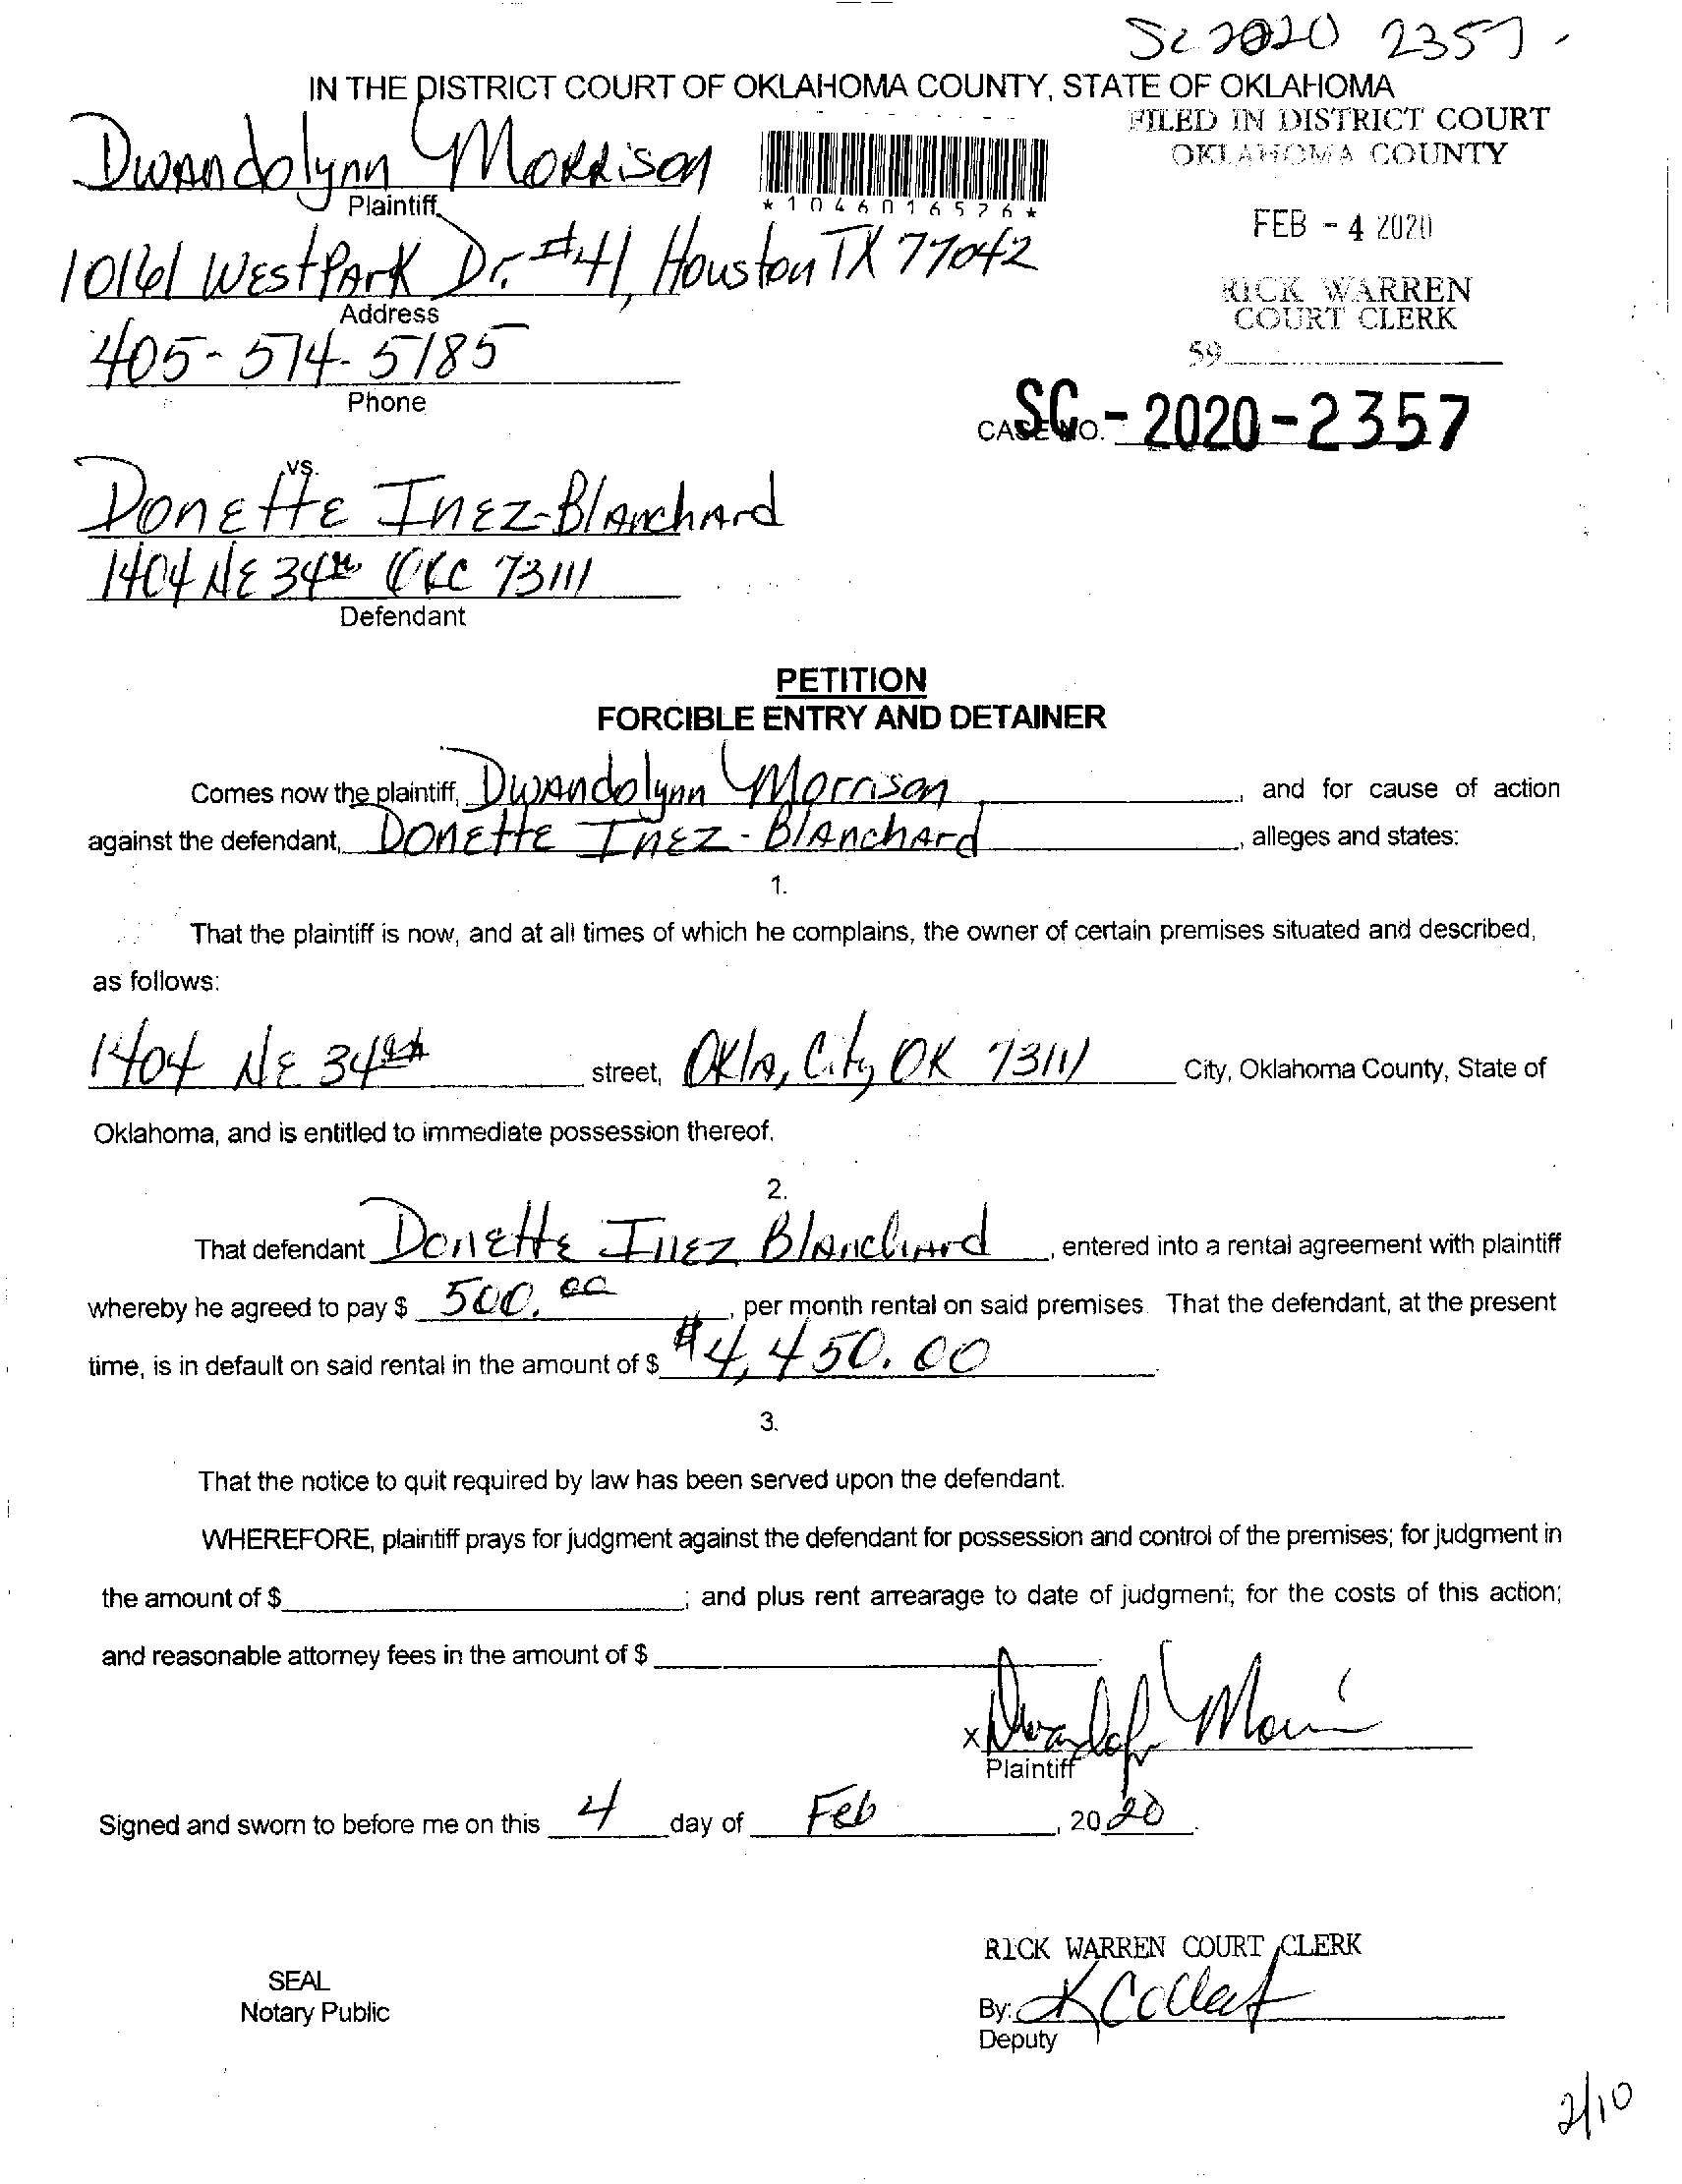 SC 2020 2357
IN THE DISTRICT COURT OF OKLAHOMA COUNTY, STATE OF OKLAHOMA
FILED IN DISTRICT COURT
OKLAHOMA COUNTY
Dwandolynn Morrison
Plaintiff
*1046016576*
FEB - 4 2020
10161 WestPark Dr. #41, Houston TX 77042
Address
RICK WARREN
COURT CLERK
405-574-5185
Phone
59
CASE NO. SC - 2020-2357
vs.
Donette Inez-Blanchard
1404 NE 34th OKC 73111
Defendant
PETITION
FORCIBLE ENTRY AND DETAINER
Comes now the plaintiff, Dwandolynn Morrison, and for cause of action
against the defendant, Donette Inez-Blanchard, alleges and states:
1.
That the plaintiff is now, and at all times of which he complains, the owner of certain premises situated and described,
as follows:
1404 NE 34th street, Okla, City, OK 73111 City, Oklahoma County, State of
Oklahoma, and is entitled to immediate possession thereof.
2.
That defendant Donette Inez Blanchard, entered into a rental agreement with plaintiff
whereby he agreed to pay $ 500.00, per month rental on said premises. That the defendant, at the present
time, is in default on said rental in the amount of $ $4,450.00.
3.
That the notice to quit required by law has been served upon the defendant.
WHEREFORE, plaintiff prays for judgment against the defendant for possession and control of the premises; for judgment in
the amount of $ ; and plus rent arrearage to date of judgment; for the costs of this action;
and reasonable attorney fees in the amount of $
x
Plaintiff
Signed and sworn to before me on this 4 day of Feb, 2020.
RICK WARREN COURT CLERK
SEAL
Notary Public
By:
Deputy
2/10